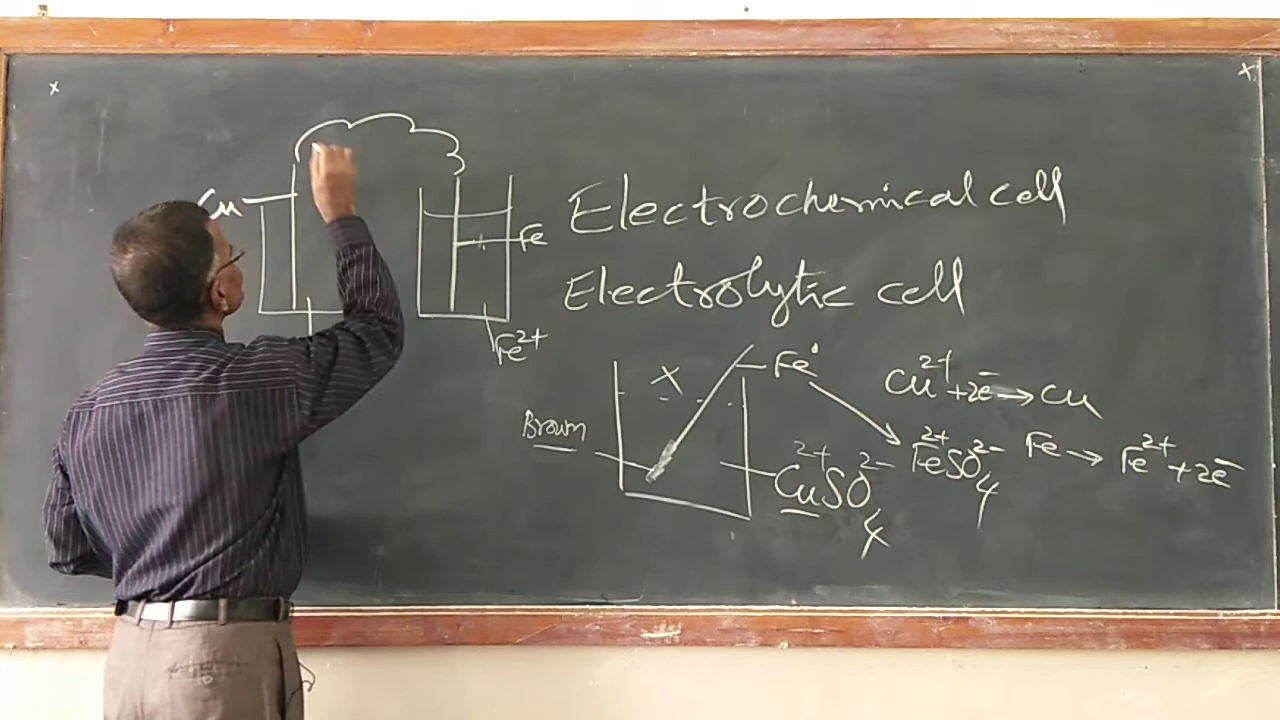 Cu
Fe
Fe²⁺
Electrochemical cell
Electrolytic cell
x
Fe°
Brown
Cu²⁺SO₄²⁻
Fe²⁺SO₄²⁻
Cu²⁺ + 2e⁻ → Cu
Fe → Fe²⁺ + 2e⁻